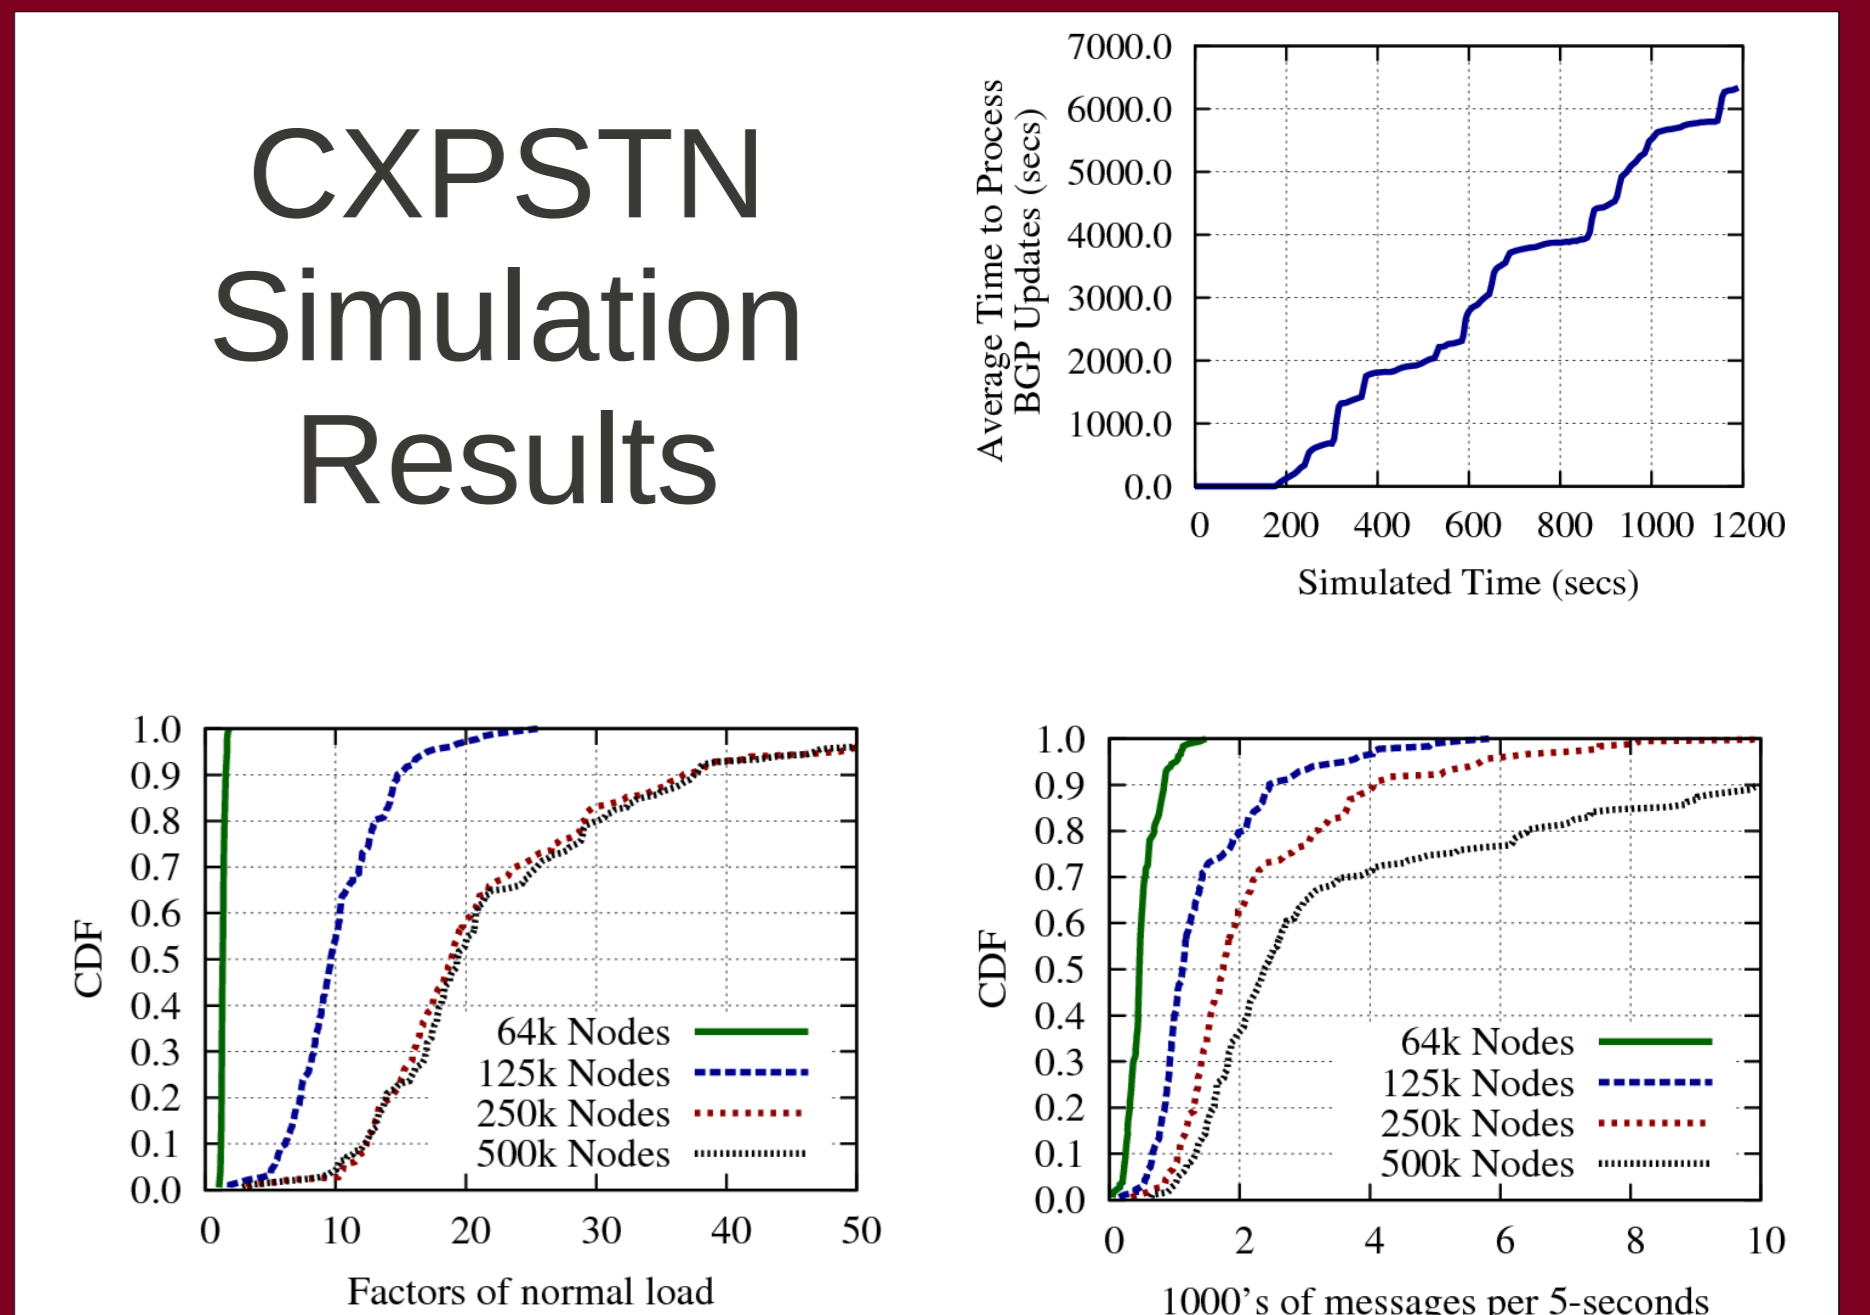 CXPSTN
Simulation
Results
Average Time to Process
BGP Updates (secs)
7000.0
6000.0
5000.0
4000.0
3000.0
2000.0
1000.0
0.0
0 200 400 600 800 1000 1200
Simulated Time (secs)
CDF
1.0
0.9
0.8
0.7
0.6
0.5
0.4
0.3
0.2
0.1
0.0
64k Nodes
125k Nodes
250k Nodes
500k Nodes
0 10 20 30 40 50
Factors of normal load
CDF
1.0
0.9
0.8
0.7
0.6
0.5
0.4
0.3
0.2
0.1
0.0
64k Nodes
125k Nodes
250k Nodes
500k Nodes
0 2 4 6 8 10
1000's of messages per 5-seconds